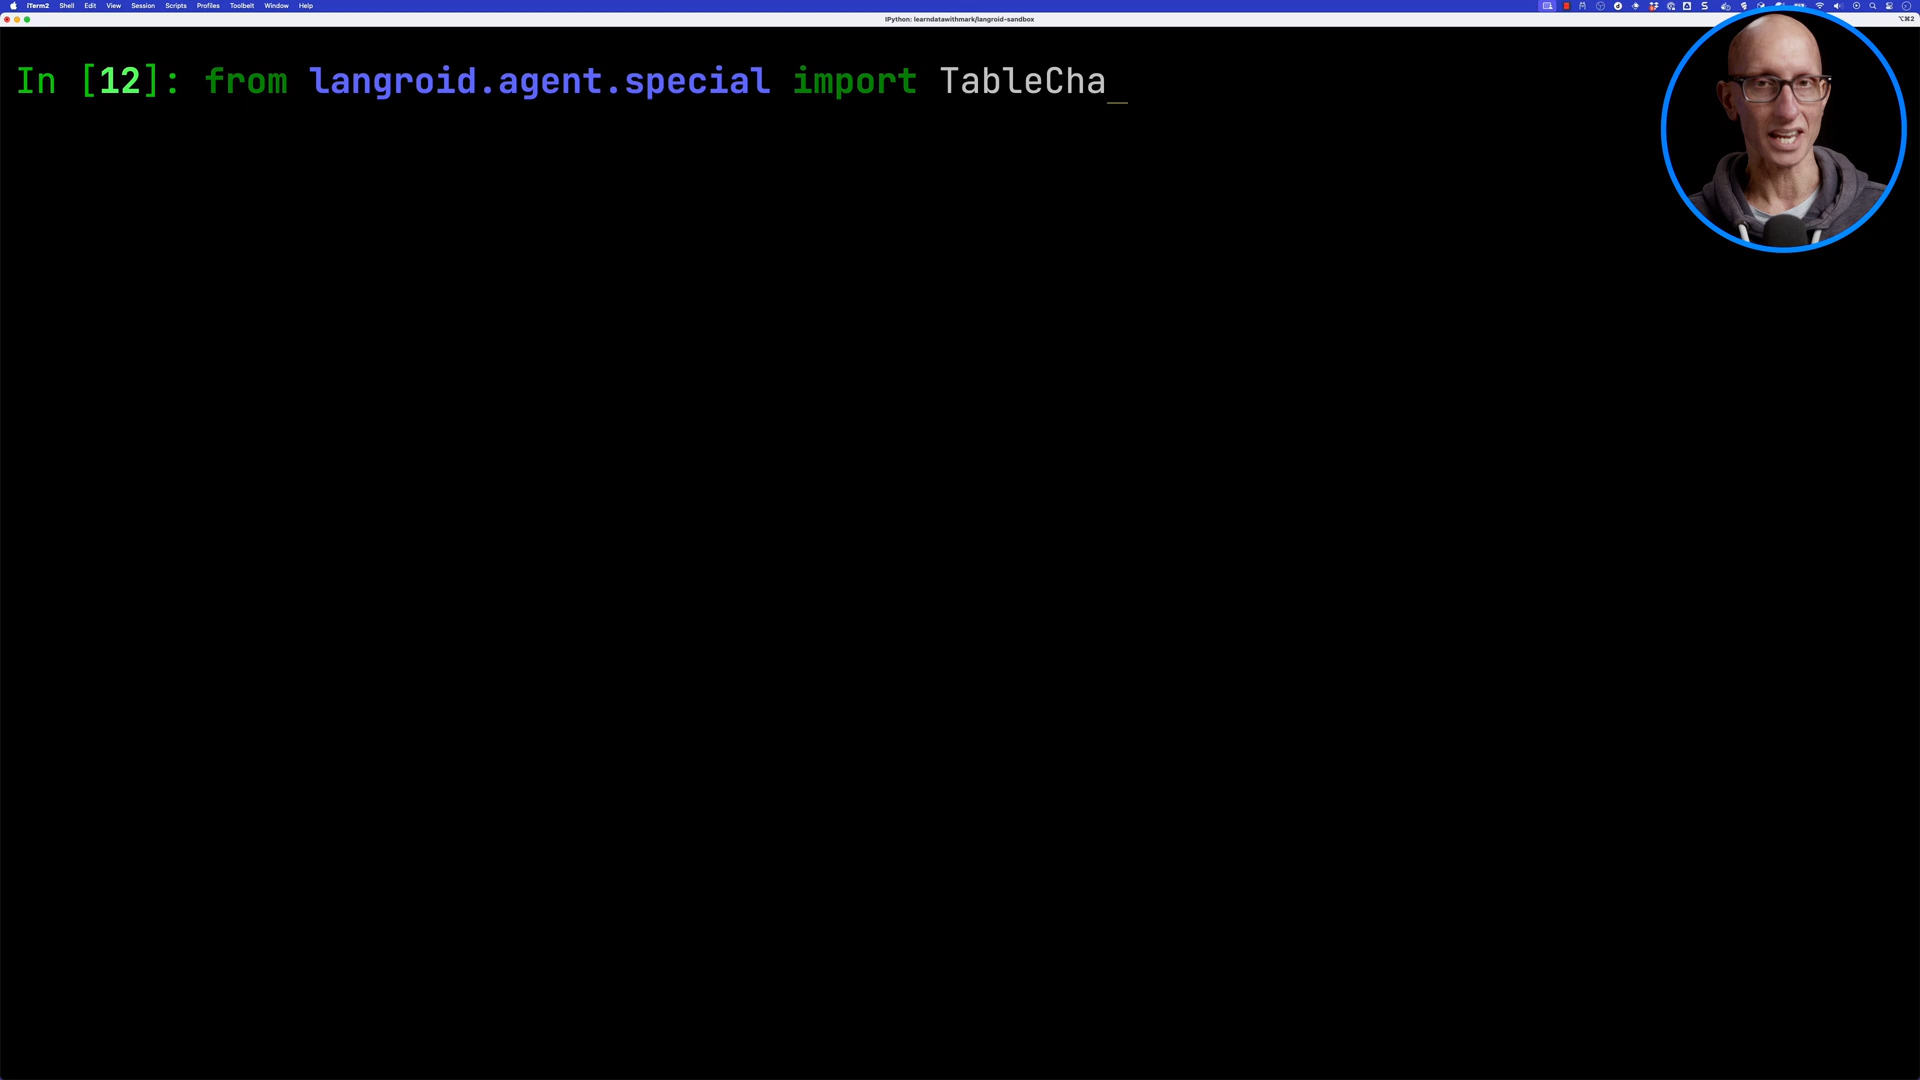 iTerm2 Shell Edit View Session Scripts Profiles Toolbelt Window Help
IPython: learndatawithmark/langroid-sandbox
⌥⌘2
In [12]: from langroid.agent.special import TableCha_